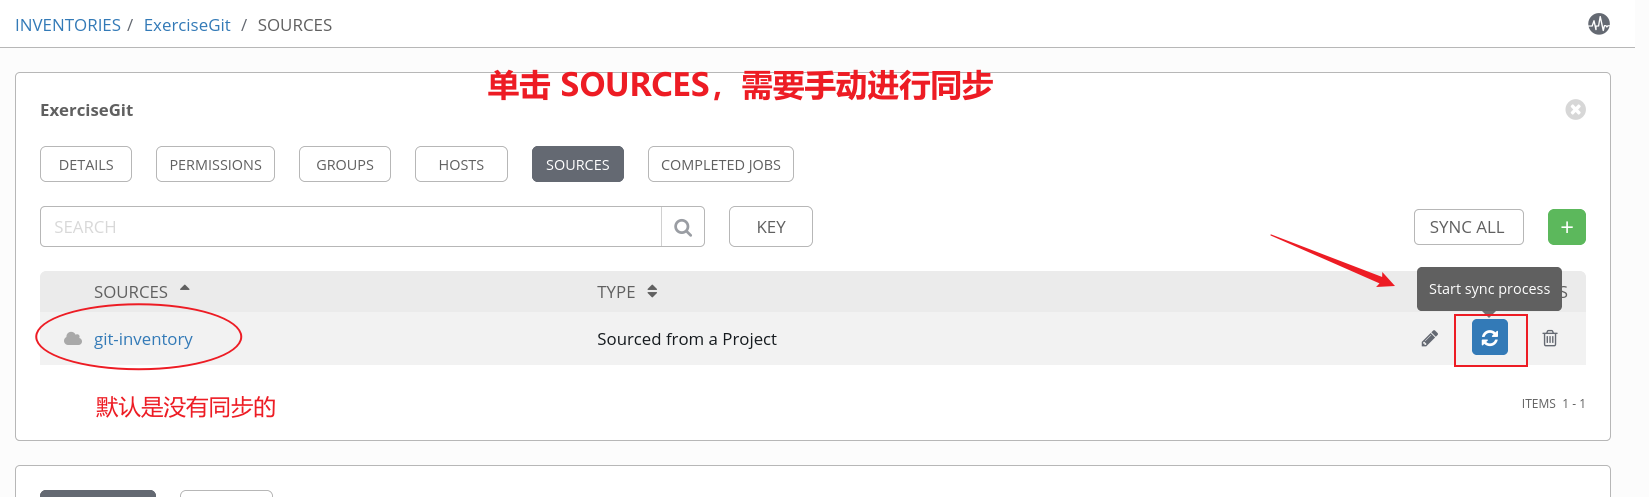 INVENTORIES / ExerciseGit / SOURCES
单击 SOURCES，需要手动进行同步
ExerciseGit
DETAILS PERMISSIONS GROUPS HOSTS SOURCES COMPLETED JOBS
SEARCH KEY SYNC ALL +
SOURCES TYPE
Start sync process
git-inventory Sourced from a Project
默认是没有同步的
ITEMS 1 - 1